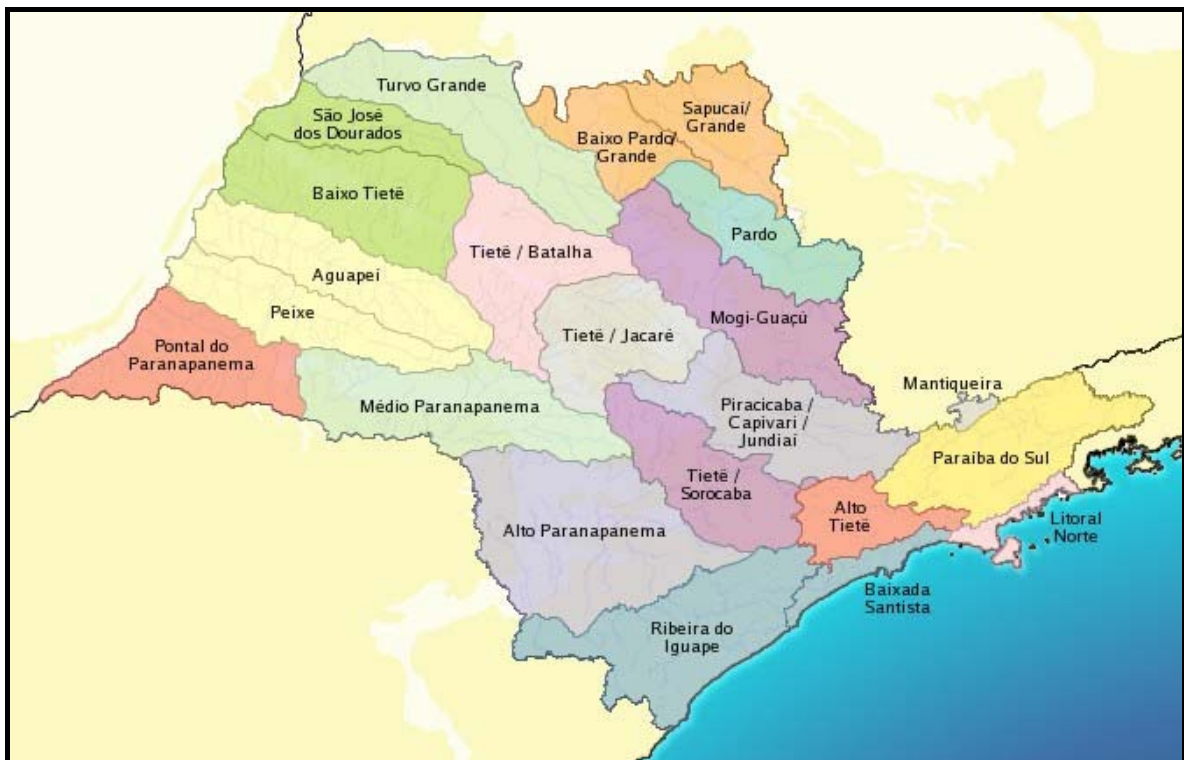 Turvo Grande
São José
dos Dourados
Sapucaí/
Grande
Baixo Pardo/
Grande
Baixo Tietê
Pardo
Tietê / Batalha
Aguapeí
Peixe
Mogi-Guaçú
Tietê / Jacaré
Pontal do
Paranapanema
Médio Paranapanema
Mantiqueira
Piracicaba /
Capivari /
Jundiaí
Paraíba do Sul
Tietê /
Sorocaba
Alto
Tietê
Litoral
Norte
Alto Paranapanema
Baixada
Santista
Ribeira do
Iguape